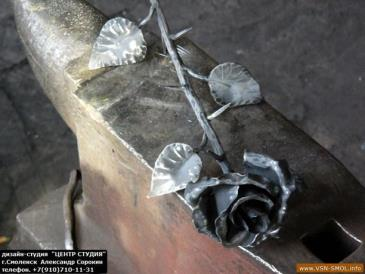 дизайн-студия "ЦЕНТР СТУДИЯ"
г.Смоленск Александр Сорокин
телефон. +7(910)710-11-31
www.VSN-SMOL.info